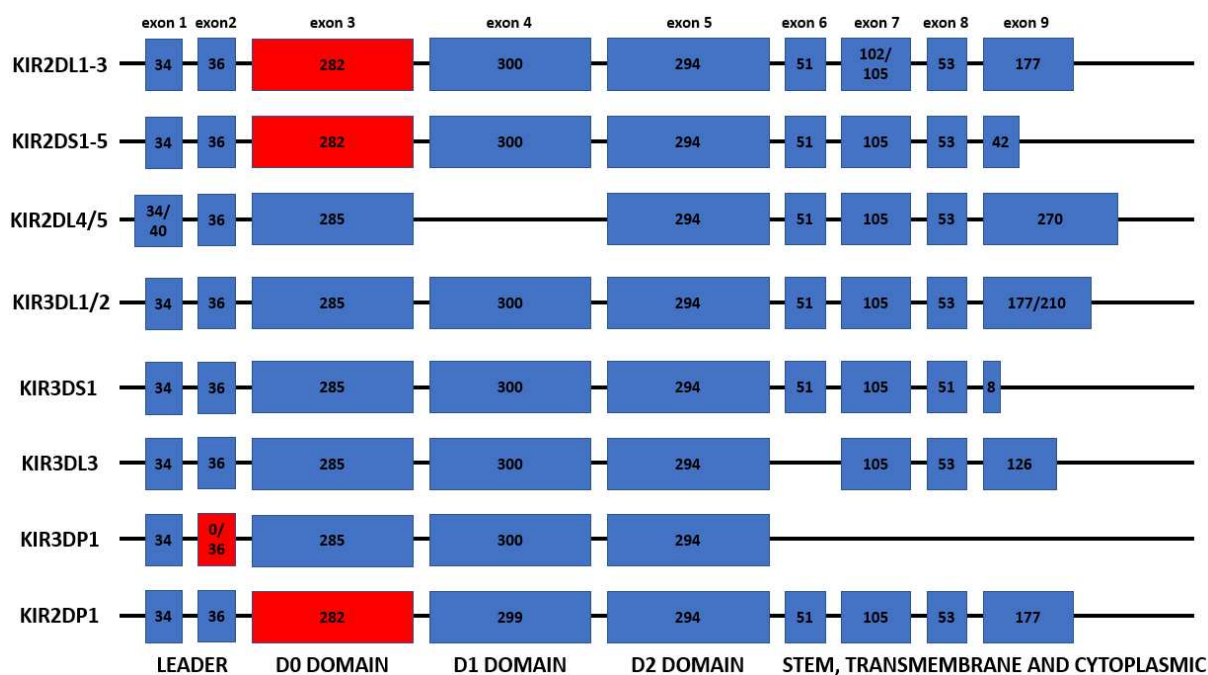 exon 1 exon2 exon 3 exon 4 exon 5 exon 6 exon 7 exon 8 exon 9
KIR2DL1-3 34 36 282 300 294 51 102/ 53 177
105
KIR2DS1-5 34 36 282 300 294 51 105 53 42
KIR2DL4/5 34/ 36 285 294 51 105 53 270
40
KIR3DL1/2 34 36 285 300 294 51 105 53 177/210
KIR3DS1 34 36 285 300 294 51 105 51 8
KIR3DL3 34 36 285 300 294 105 53 126
KIR3DP1 34 0/ 285 300 294
36
KIR2DP1 34 36 282 299 294 51 105 53 177
LEADER D0 DOMAIN D1 DOMAIN D2 DOMAIN STEM, TRANSMEMBRANE AND CYTOPLASMIC